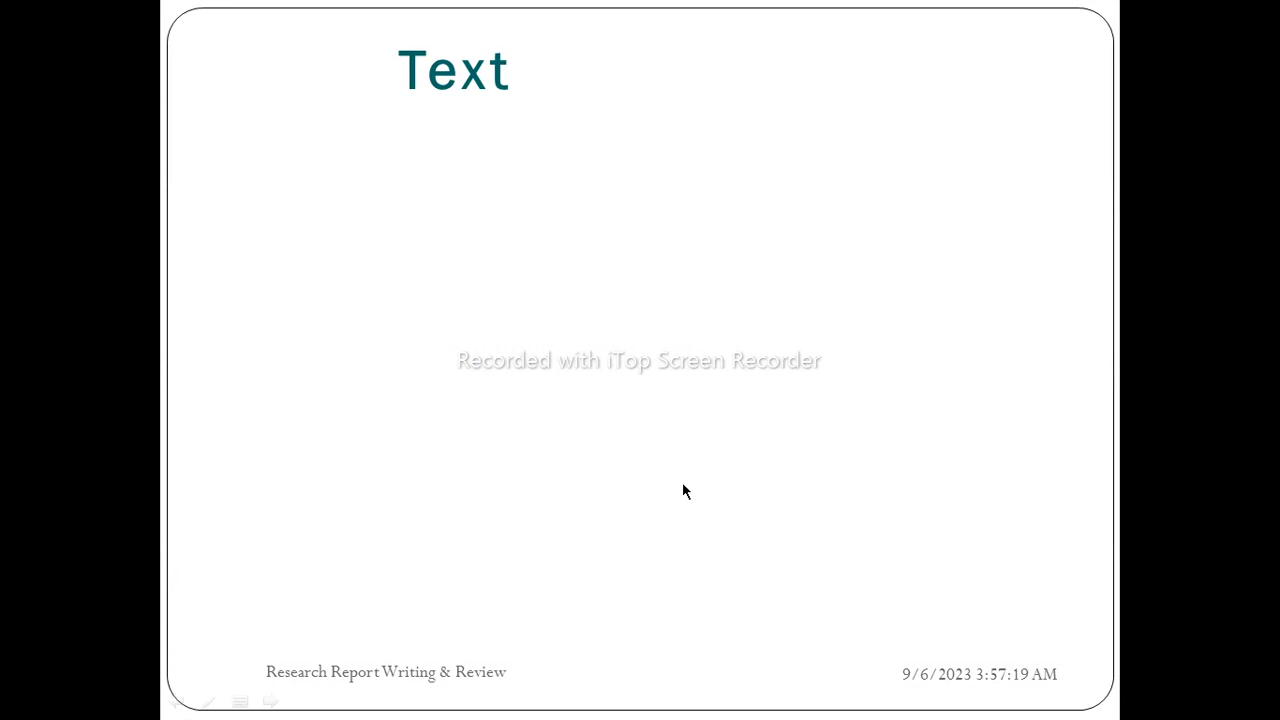 Text
Recorded with iTop Screen Recorder
Research Report Writing & Review
9/6/2023 3:57:19 AM